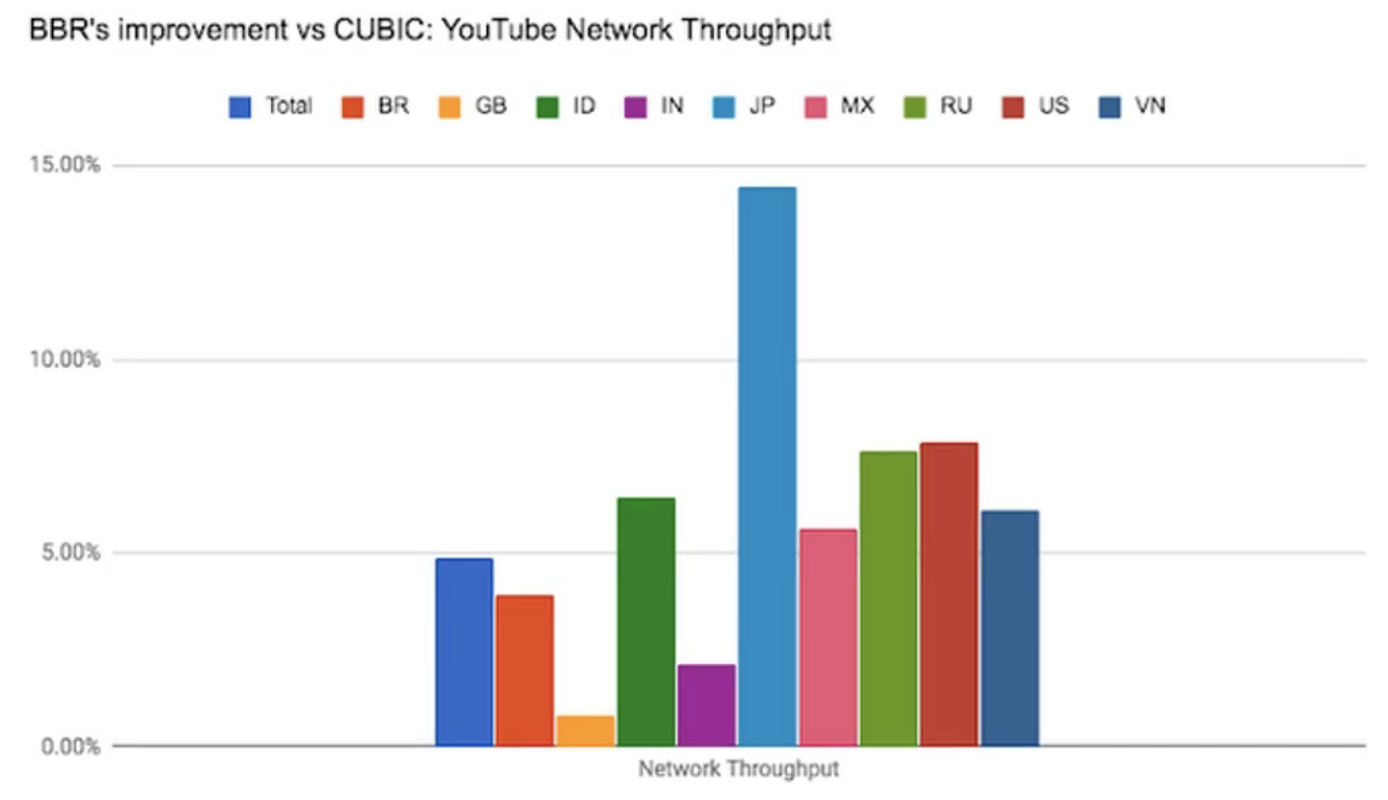 BBR's improvement vs CUBIC: YouTube Network Throughput
Total BR GB ID IN JP MX RU US VN
15.00%
10.00%
5.00%
0.00%
Network Throughput